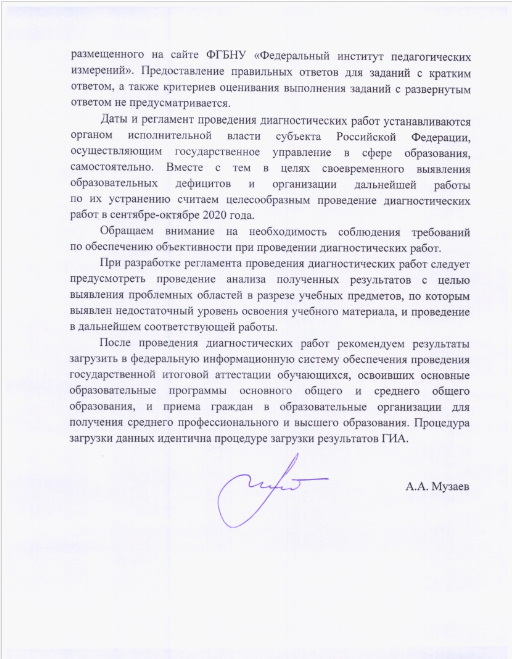 размещенного на сайте ФГБНУ «Федеральный институт педагогических
измерений». Предоставление правильных ответов для заданий с кратким
ответом, а также критериев оценивания выполнения заданий с развернутым
ответом не предусматривается.
Даты и регламент проведения диагностических работ устанавливаются
органом исполнительной власти субъекта Российской Федерации,
осуществляющим государственное управление в сфере образования,
самостоятельно. Вместе с тем в целях своевременного выявления
образовательных дефицитов и организации дальнейшей работы
по их устранению считаем целесообразным проведение диагностических
работ в сентябре-октябре 2020 года.
Обращаем внимание на необходимость соблюдения требований
по обеспечению объективности при проведении диагностических работ.
При разработке регламента проведения диагностических работ следует
предусмотреть проведение анализа полученных результатов с целью
выявления проблемных областей в разрезе учебных предметов, по которым
выявлен недостаточный уровень освоения учебного материала, и проведение
в дальнейшем соответствующей работы.
После проведения диагностических работ рекомендуем результаты
загрузить в федеральную информационную систему обеспечения проведения
государственной итоговой аттестации обучающихся, освоивших основные
образовательные программы основного общего и среднего общего
образования, и приема граждан в образовательные организации для
получения среднего профессионального и высшего образования. Процедура
загрузки данных идентична процедуре загрузки результатов ГИА.
А.А. Музаев